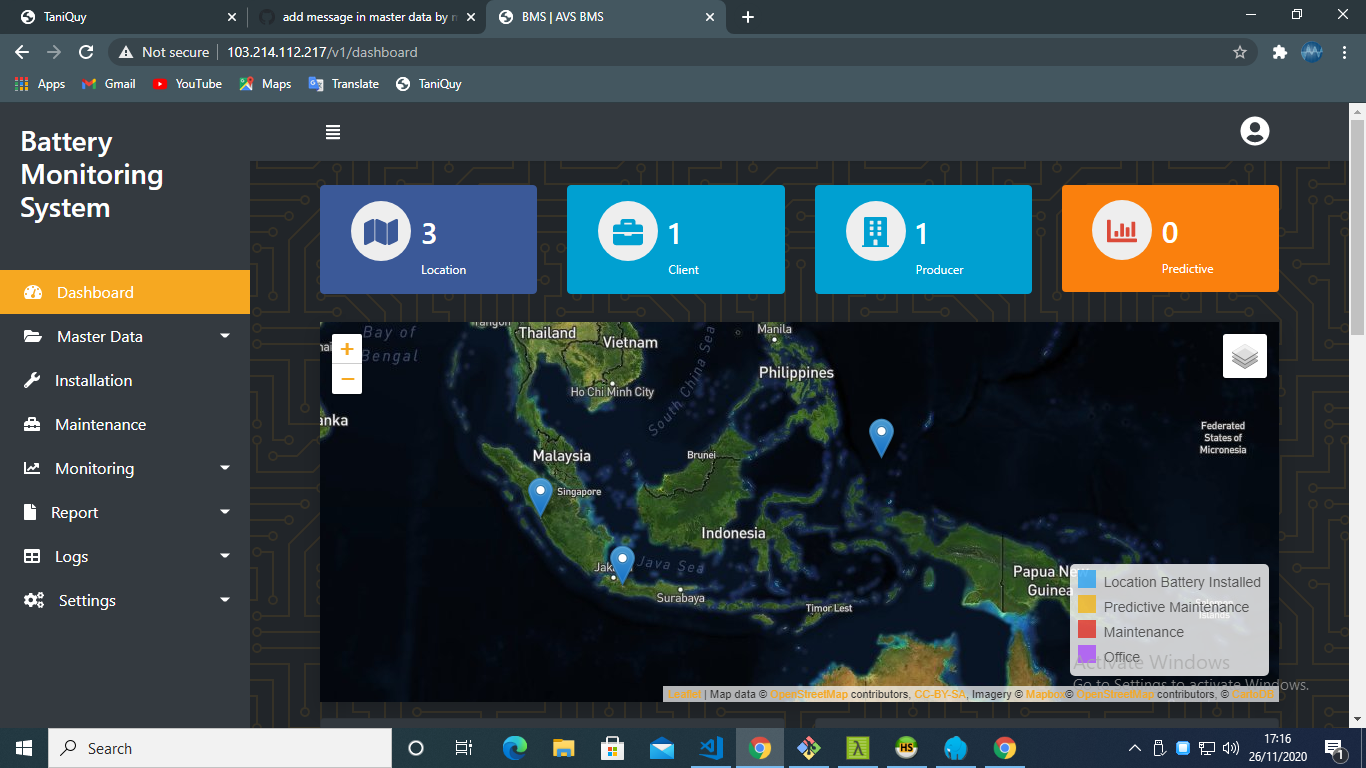 TaniQuy
add message in master data by
BMS | AVS BMS
Not secure
103.214.112.217/v1/dashboard
Apps
Gmail
YouTube
Maps
Translate
TaniQuy
Battery
Monitoring
System
Dashboard
Master Data
Installation
Maintenance
Monitoring
Report
Logs
Settings
3
Location
1
Client
1
Producer
0
Predictive
+
−
Bay of
Bengal
Thailand
Vietnam
Ho Chi Minh City
South China Sea
Manila
Philippines
anka
Malaysia
Singapore
Brunei
Federated
States of
Micronesia
Indonesia
Java Sea
Surabaya
Timor Lest
Papua New
Guinea
Location Battery Installed
Predictive Maintenance
Maintenance
Office
Solomon
Islands
Activate Windows
Go to Settings to activate Windows.
Leaflet | Map data © OpenStreetMap contributors, CC-BY-SA, Imagery © Mapbox© OpenStreetMap contributors, © CartoDB
Search
HS
17:16
26/11/2020
1